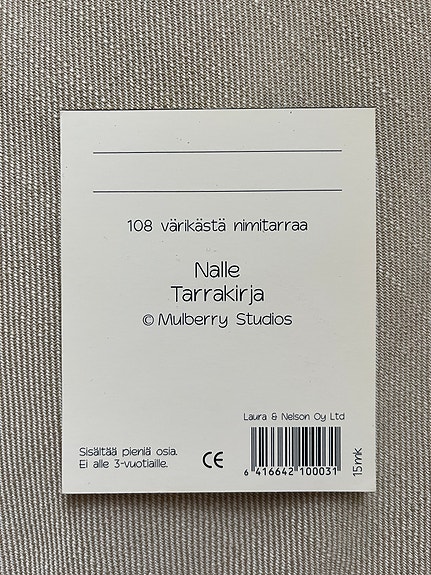 108 värikästä nimitarraa
Nalle
Tarrakirja
© Mulberry Studios
Laura & Nelson Oy Ltd
Sisältää pieniä osia.
Ei alle 3-vuotiaille.
CE
6 416642 100031
15mk